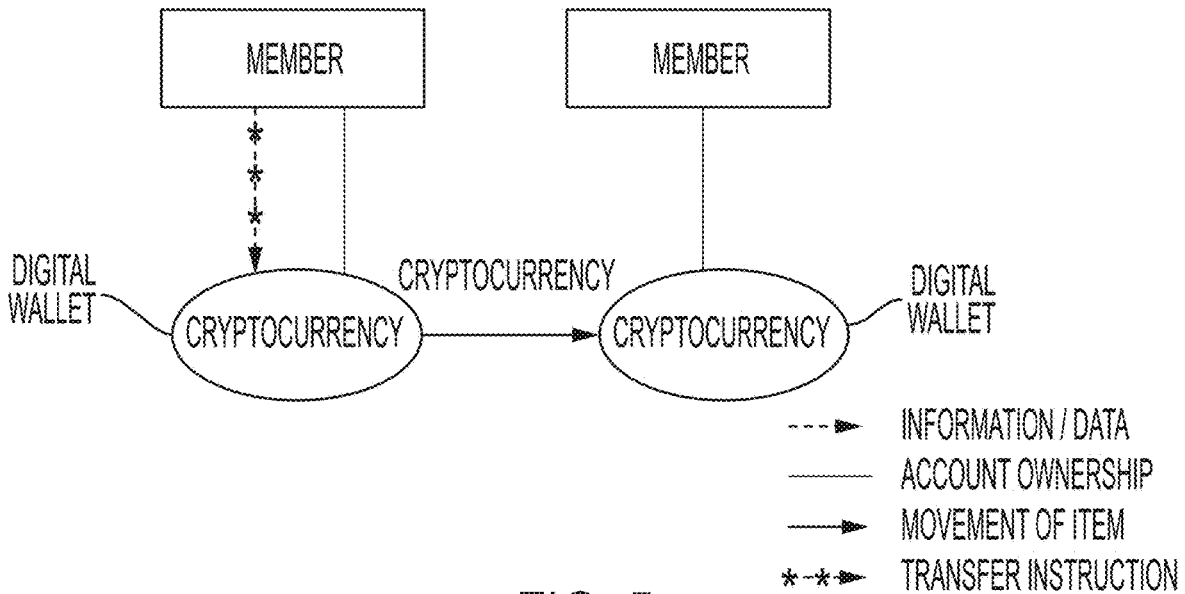 MEMBER
MEMBER
DIGITAL
WALLET
CRYPTOCURRENCY
CRYPTOCURRENCY
CRYPTOCURRENCY
DIGITAL
WALLET
INFORMATION / DATA
ACCOUNT OWNERSHIP
MOVEMENT OF ITEM
TRANSFER INSTRUCTION